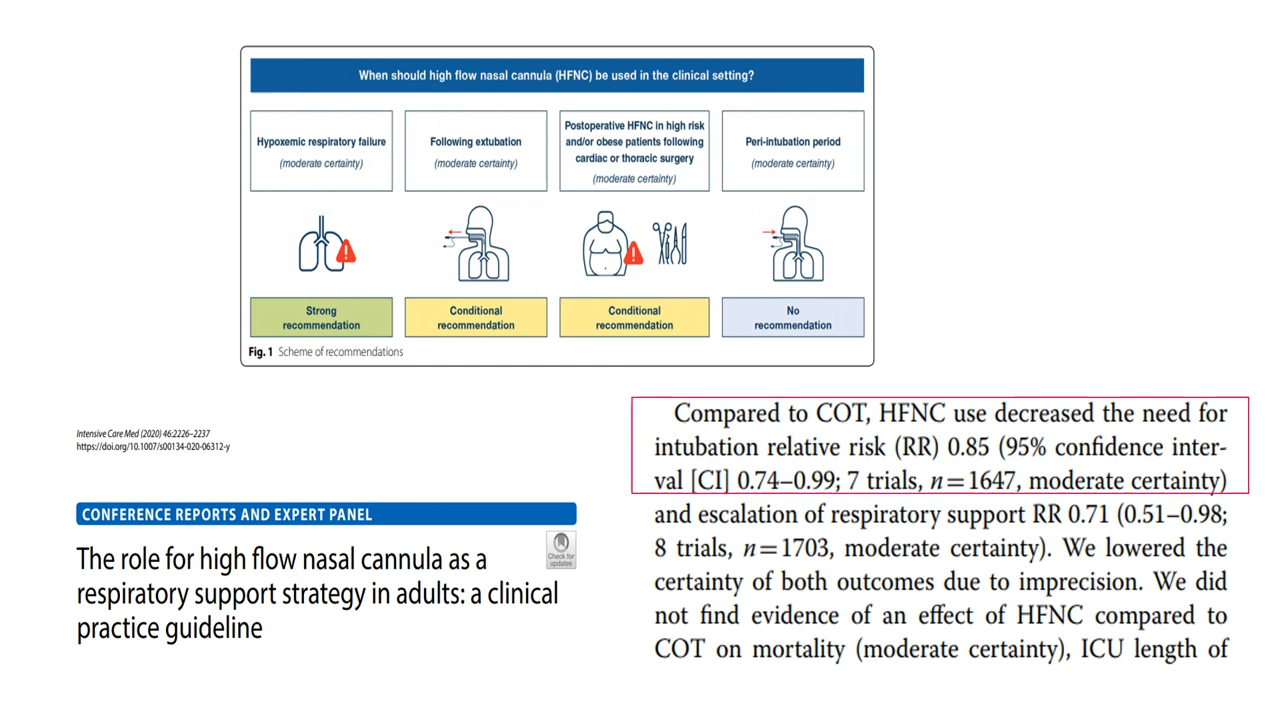 When should high flow nasal cannula (HFNC) be used in the clinical setting?
Hypoxemic respiratory failure
(moderate certainty)
Following extubation
(moderate certainty)
Postoperative HFNC in high risk
and/or obese patients following
cardiac or thoracic surgery
(moderate certainty)
Peri-intubation period
(moderate certainty)
Strong
recommendation
Conditional
recommendation
Conditional
recommendation
No
recommendation
Fig. 1 Scheme of recommendations
Intensive Care Med (2020) 46:2226–2237
https://doi.org/10.1007/s00134-020-06312-y
CONFERENCE REPORTS AND EXPERT PANEL
The role for high flow nasal cannula as a
respiratory support strategy in adults: a clinical
practice guideline
Check for
updates
Compared to COT, HFNC use decreased the need for
intubation relative risk (RR) 0.85 (95% confidence inter-
val [CI] 0.74–0.99; 7 trials, n=1647, moderate certainty)
and escalation of respiratory support RR 0.71 (0.51–0.98;
8 trials, n=1703, moderate certainty). We lowered the
certainty of both outcomes due to imprecision. We did
not find evidence of an effect of HFNC compared to
COT on mortality (moderate certainty), ICU length of